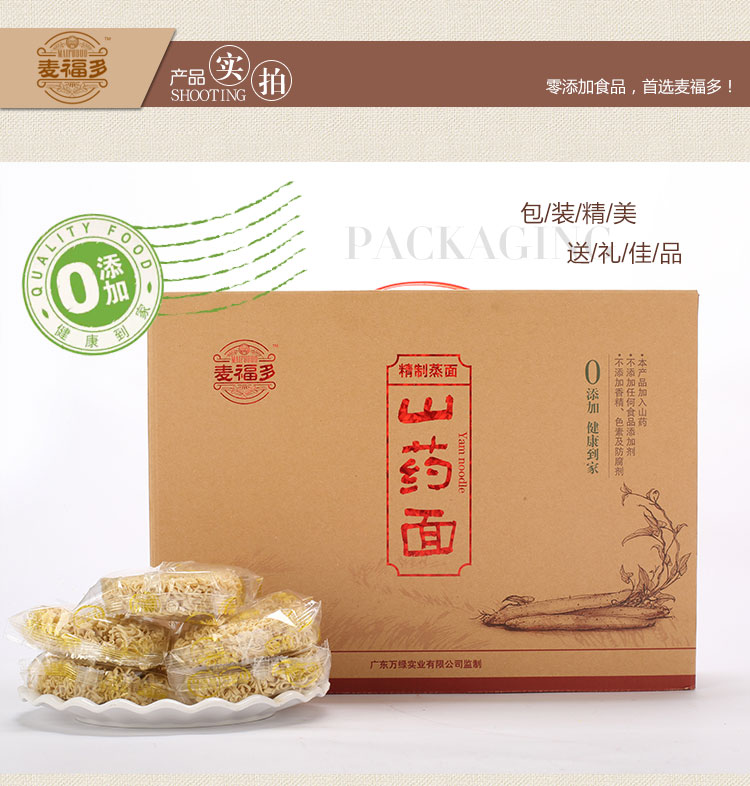 MAIFUDUO
麦福多
™
产品实拍
SHOOTING
零添加食品，首选麦福多！
包/装/精/美
PACKAGING
送/礼/佳/品
QUALITY FOOD
0添加
健康到家
麦福多
™
精制蒸面
山药面
Yam noodle
0添加 健康到家
·本产品加入山药
·不添加任何食品添加剂
·不添加香精、色素及防腐剂
广东万缘实业有限公司监制